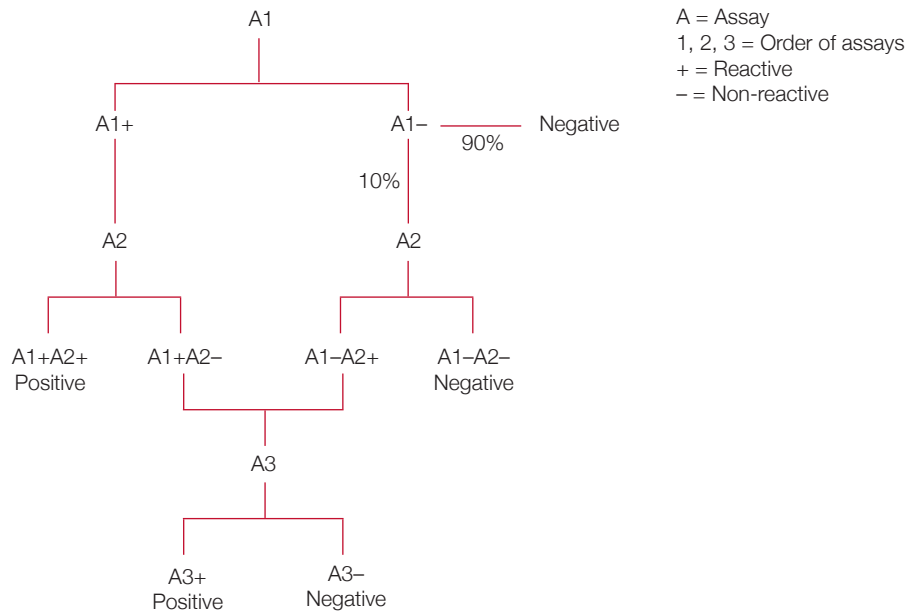 A1
A = Assay
1, 2, 3 = Order of assays
+ = Reactive
– = Non-reactive
A1+
A1–
90%
Negative
10%
A2
A2
A1+A2+
Positive
A1+A2–
A1–A2+
A1–A2–
Negative
A3
A3+
Positive
A3–
Negative